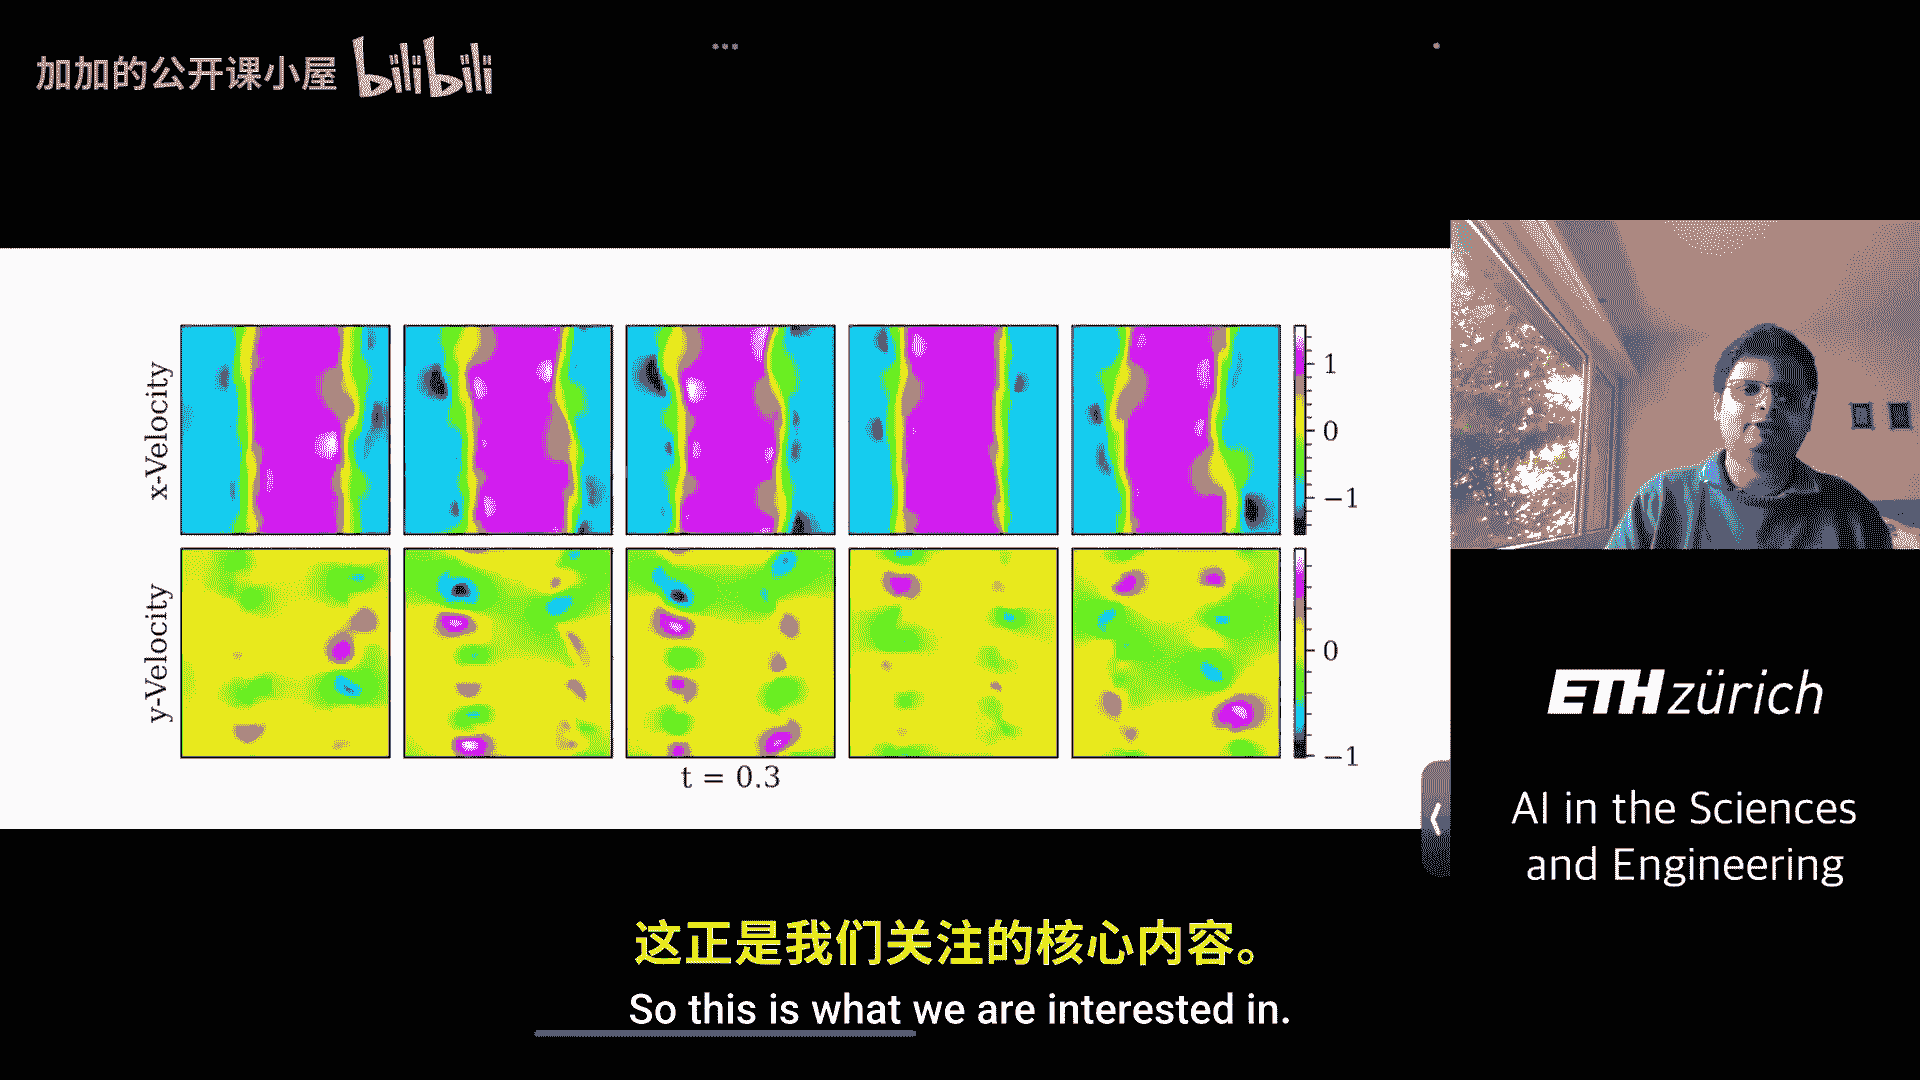 加加的公开课小屋 bilibili
x-Velocity
1
0
−1
y-Velocity
0
−1
t = 0.3
ETH zürich
AI in the Sciences
and Engineering
这正是我们关注的核心内容。
So this is what we are interested in.